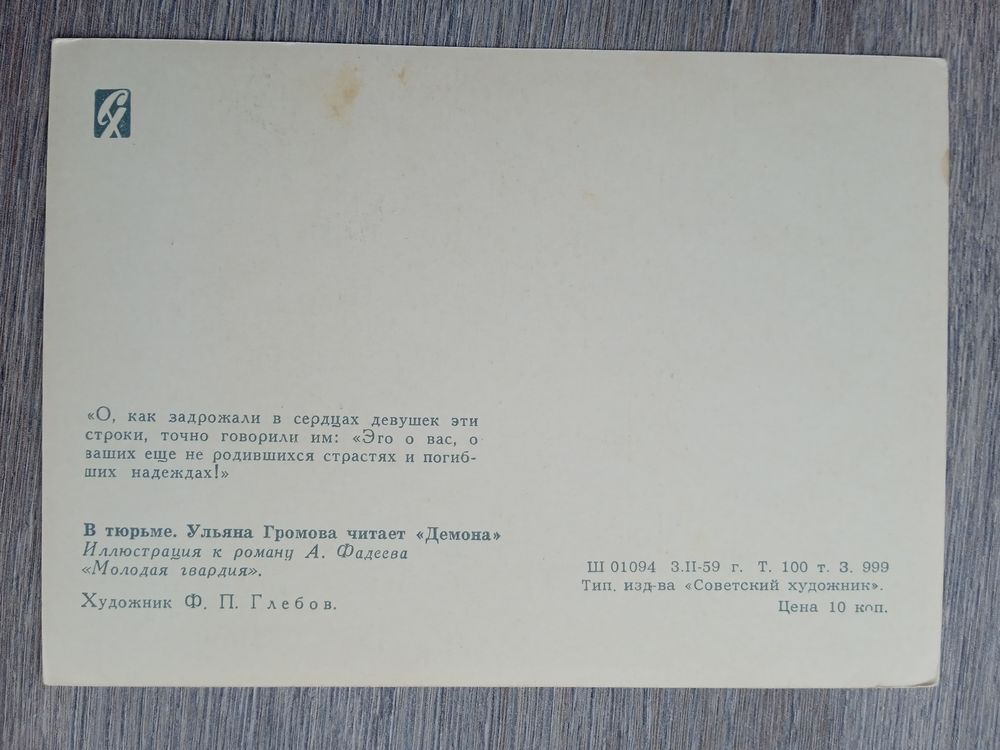 СХ
«О, как задрожали в сердцах девушек эти
строки, точно говорили им: «Это о вас, о
ваших еще не родившихся страстях и погиб-
ших надеждах!»
В тюрьме. Ульяна Громова читает «Демона»
Иллюстрация к роману А. Фадеева
«Молодая гвардия».
Художник Ф. П. Глебов.
Ш 01094 3.II-59 г. Т. 100 т. З. 999
Тип. изд-ва «Советский художник».
Цена 10 коп.